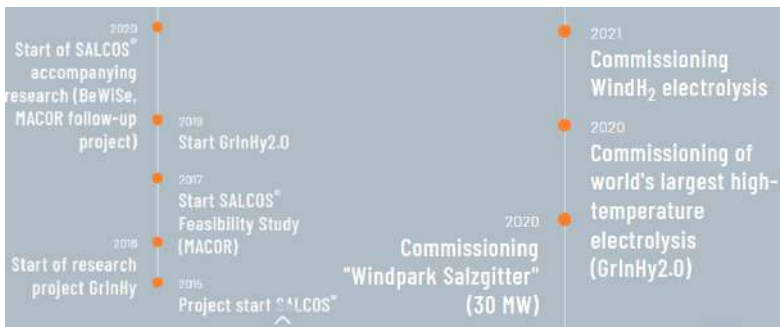 2020
Start of SALCOS®
accompanying
research (BeWiSe,
MACOR follow-up
project)
2019
Start GrInHy2.0
2017
Start SALCOS®
Feasibility Study
(MACOR)
2016
Start of research
project GrInHy
2015
Project start SALCOS®
2021
Commissioning
WindH₂ electrolysis
2020
Commissioning of
world's largest high-
temperature
electrolysis
(GrInHy2.0)
2020
Commissioning
"Windpark Salzgitter"
(30 MW)